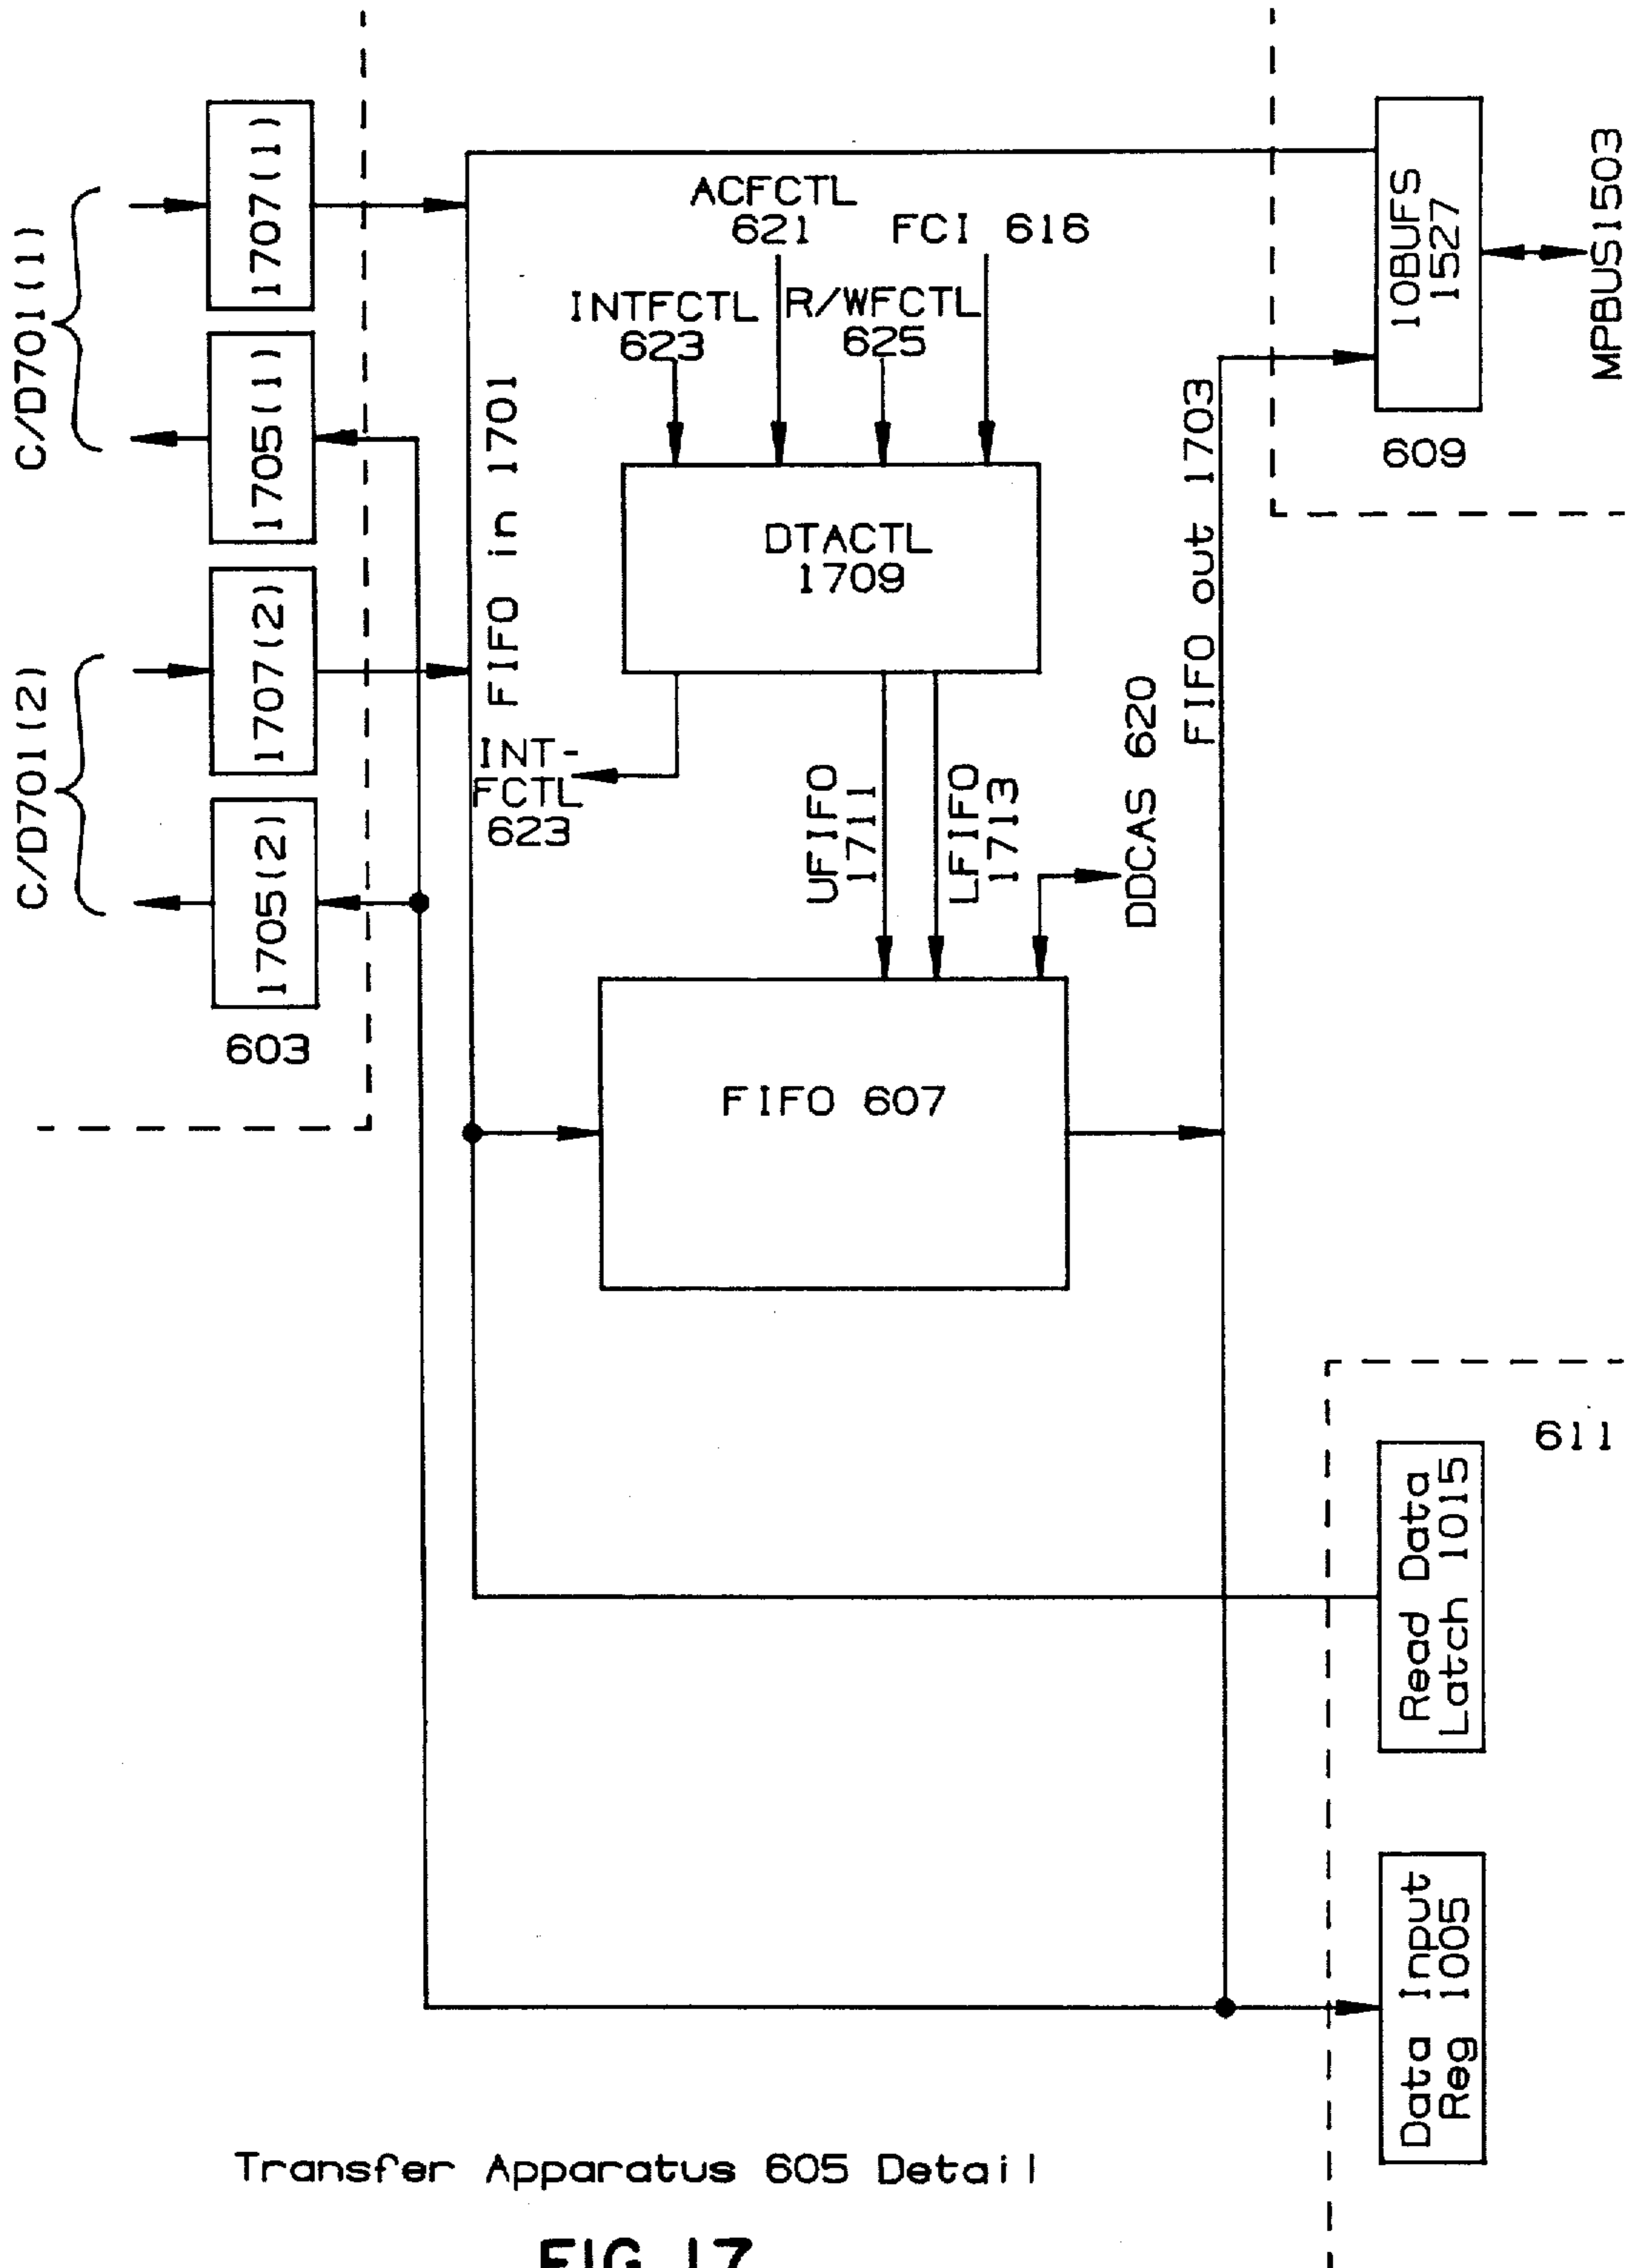 C/D701(1)
1707(1)
1705(1)
C/D701(2)
1707(2)
1705(2)
603
FIFO in 1701
ACFCTL
621
FCI 616
INTFCTL
623
R/WFCTL
625
DTACTL
1709
INT-
FCTL
623
UFIFO
1711
LFIFO
1713
DDCAS 620
FIFO out 1703
FIFO 607
10BUFS
1527
MPBUS1503
609
611
Read Data
Latch 1015
Data Input
Reg 1005
Transfer Apparatus 605 Detail
FIG. 17